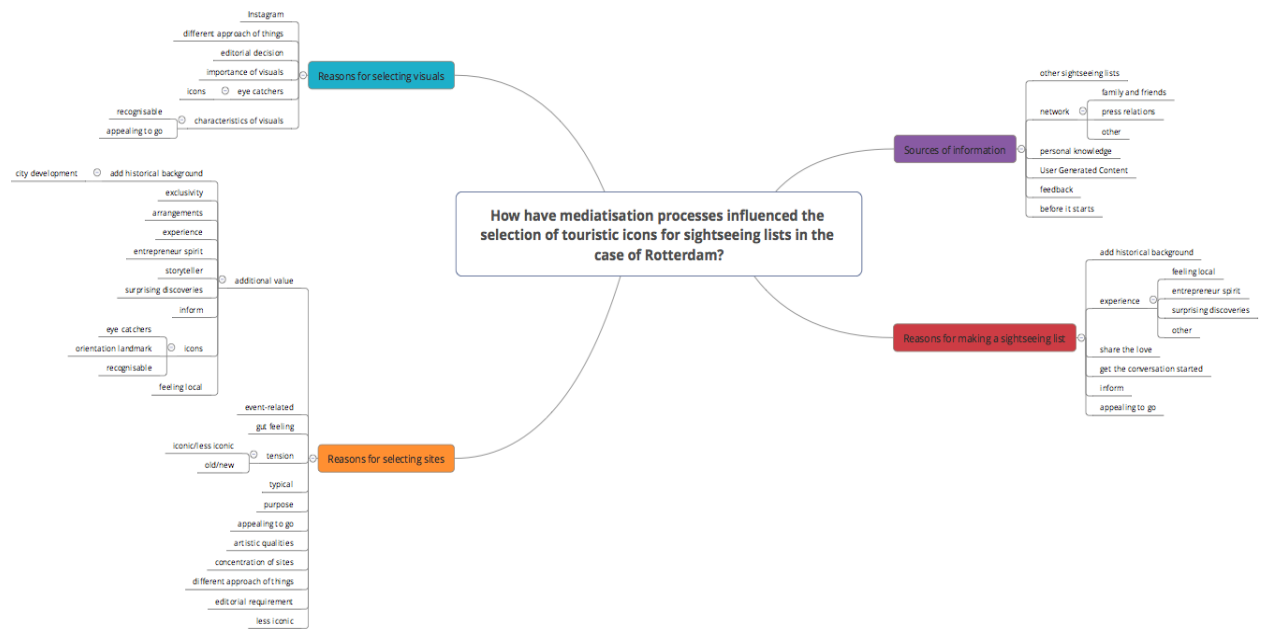 How have mediatisation processes influenced the
selection of touristic icons for sightseeing lists in the
case of Rotterdam?
Reasons for selecting visuals
Instagram
different approach of things
editorial decision
importance of visuals
eye catchers
icons
characteristics of visuals
recognisable
appealing to go
Reasons for selecting sites
additional value
add historical background
city development
exclusivity
arrangements
experience
entrepreneur spirit
storyteller
surprising discoveries
inform
icons
eye catchers
orientation landmark
recognisable
feeling local
event-related
gut feeling
tension
iconic/less iconic
old/new
typical
purpose
appealing to go
artistic qualities
concentration of sites
different approach of things
editorial requirement
less iconic
Sources of information
other sightseeing lists
network
family and friends
press relations
other
personal knowledge
User Generated Content
feedback
before it starts
Reasons for making a sightseeing list
add historical background
experience
feeling local
entrepreneur spirit
surprising discoveries
other
share the love
get the conversation started
inform
appealing to go